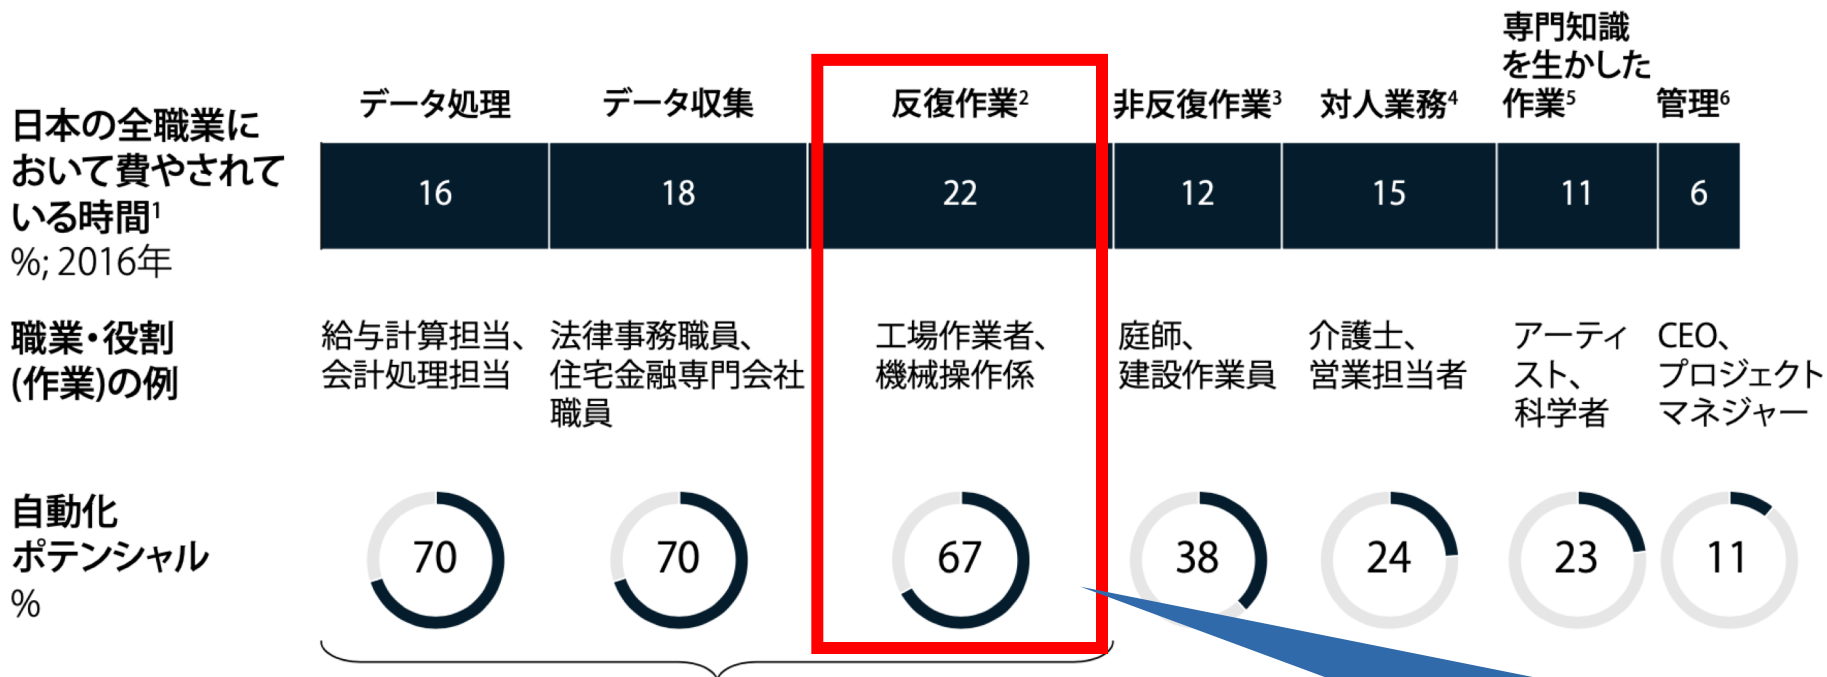 データ処理
データ収集
反復作業²
非反復作業³
対人業務⁴
専門知識
を生かした
作業⁵
管理⁶
日本の全職業に
おいて費やされて
いる時間¹
%; 2016年
16
18
22
12
15
11
6
職業・役割
(作業)の例
給与計算担当、
会計処理担当
法律事務職員、
住宅金融専門会社
職員
工場作業者、
機械操作係
庭師、
建設作業員
介護士、
営業担当者
アーティ
スト、
科学者
CEO、
プロジェクト
マネジャー
自動化
ポテンシャル
%
70
70
67
38
24
23
11